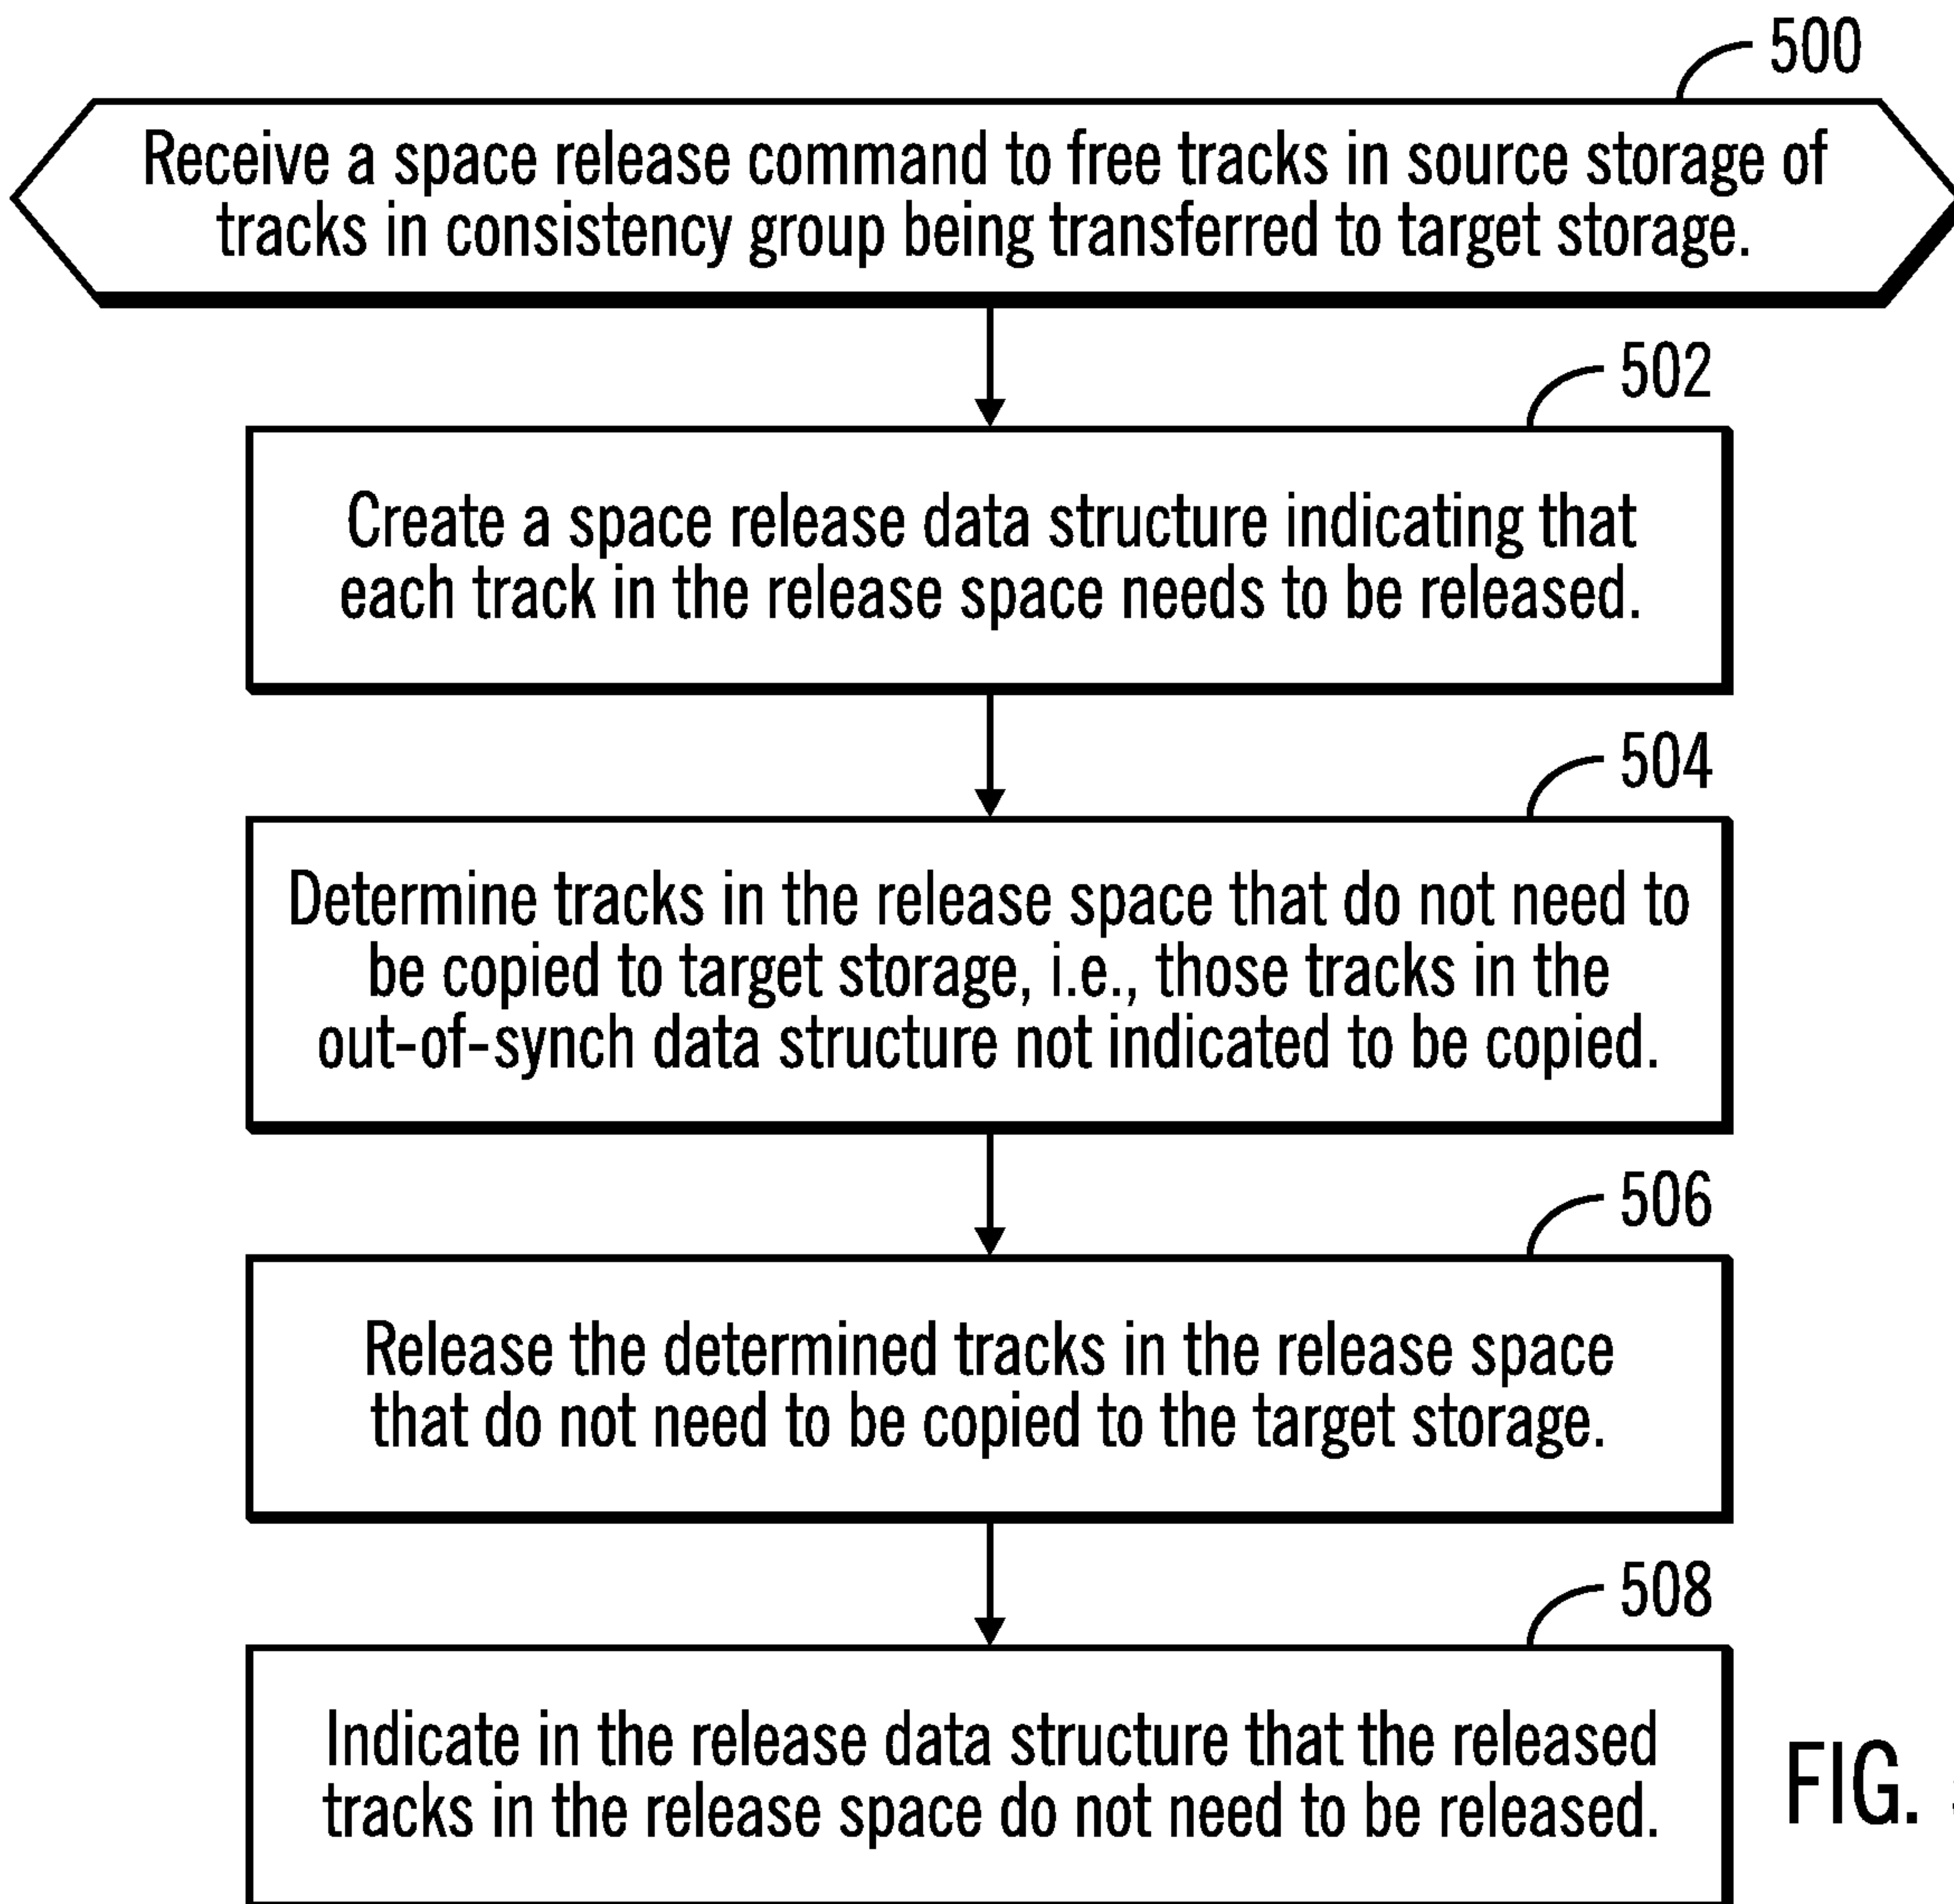 500
Receive a space release command to free tracks in source storage of
tracks in consistency group being transferred to target storage.
502
Create a space release data structure indicating that
each track in the release space needs to be released.
504
Determine tracks in the release space that do not need to
be copied to target storage, i.e., those tracks in the
out-of-synch data structure not indicated to be copied.
506
Release the determined tracks in the release space
that do not need to be copied to the target storage.
508
Indicate in the release data structure that the released
tracks in the release space do not need to be released.
FIG.